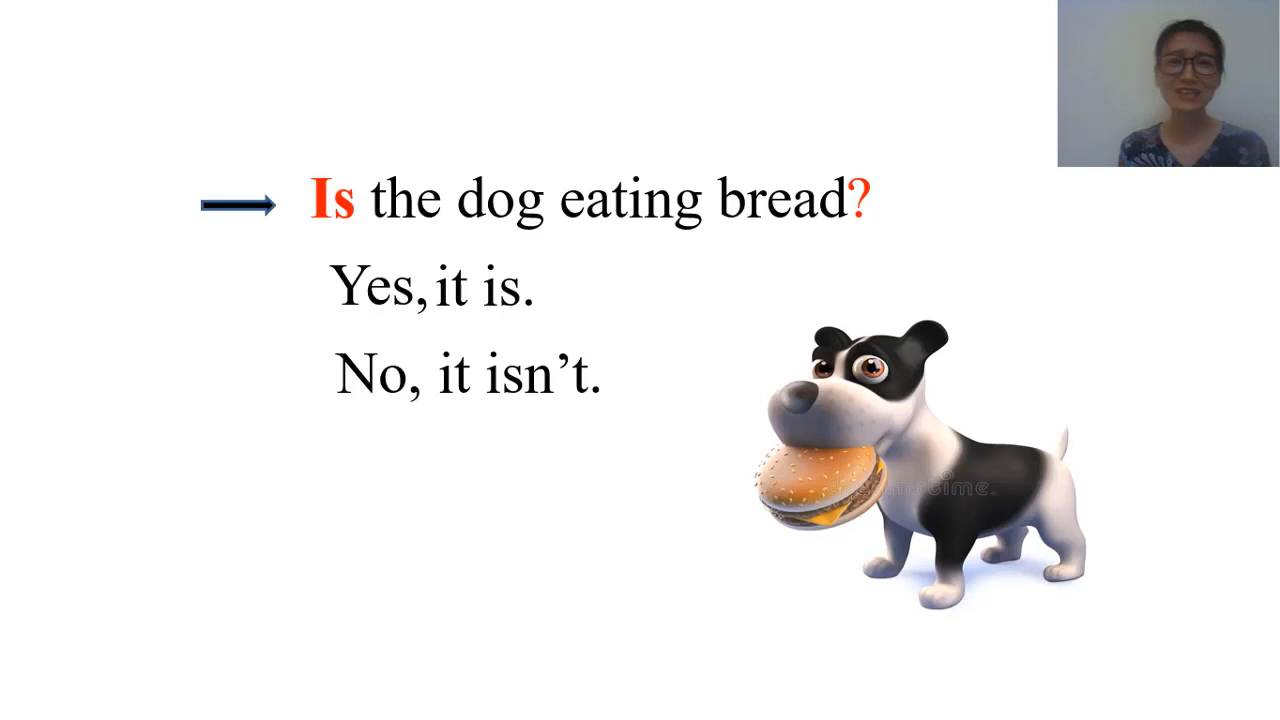 Is the dog eating bread?
Yes, it is.
No, it isn’t.